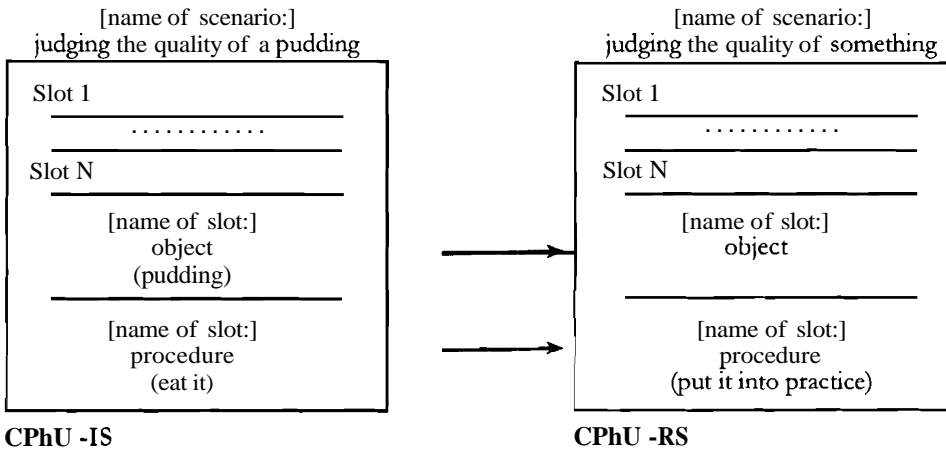 [name of scenario:]
judging the quality of a pudding
Slot 1
............
Slot N
[name of slot:]
object
(pudding)
[name of slot:]
procedure
(eat it)
CPhU -IS
[name of scenario:]
judging the quality of something
Slot 1
............
Slot N
[name of slot:]
object
[name of slot:]
procedure
(put it into practice)
CPhU -RS